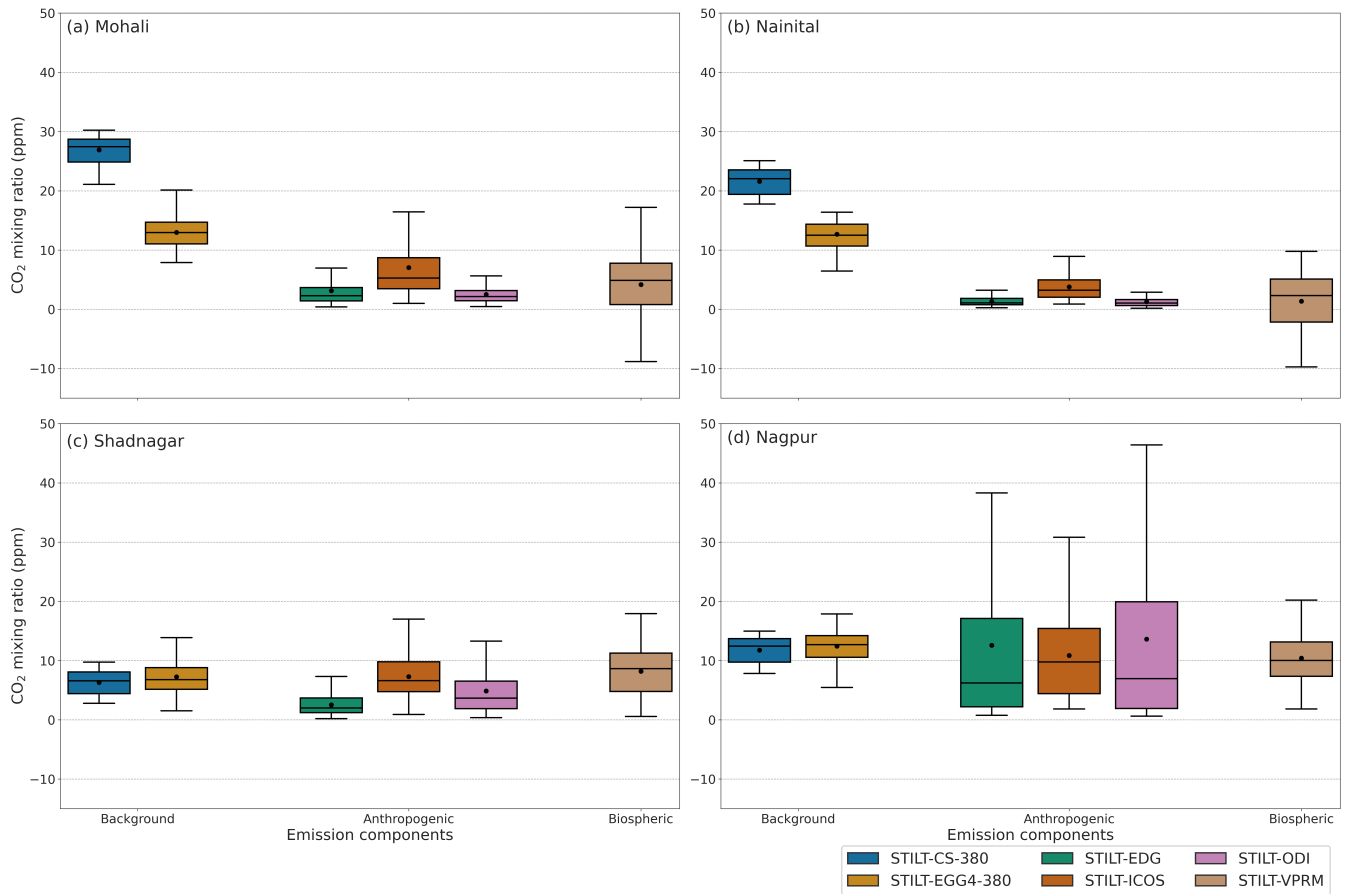 (a) Mohali
(b) Nainital
50
40
30
20
10
0
−10
CO₂ mixing ratio (ppm)
50
40
30
20
10
0
−10
(c) Shadnagar
(d) Nagpur
50
40
30
20
10
0
−10
CO₂ mixing ratio (ppm)
50
40
30
20
10
0
−10
Background
Anthropogenic
Biospheric
Emission components
Background
Anthropogenic
Biospheric
Emission components
STILT-CS-380
STILT-EDG
STILT-ODI
STILT-EGG4-380
STILT-ICOS
STILT-VPRM